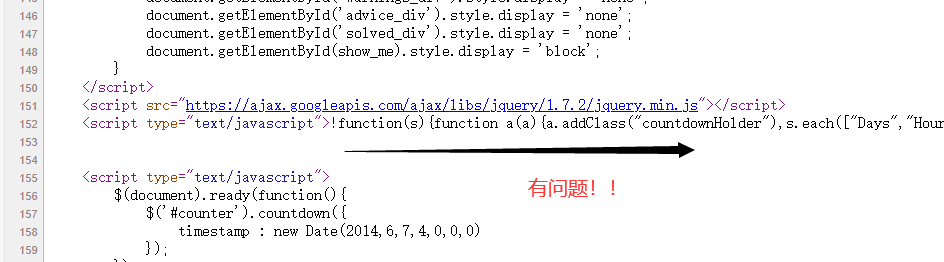 document.getElementById('advice_div').style.display = 'none';
147 document.getElementById('solved_div').style.display = 'none';
148 document.getElementById(show_me).style.display = 'block';
149 }
150 </script>
151 <script src="https://ajax.googleapis.com/ajax/libs/jquery/1.7.2/jquery.min.js"></script>
152 <script type="text/javascript">!function(s){function a(a){a.addClass("countdownHolder"),s.each(["Days","Hour
153
154
155 <script type="text/javascript">
有问题！！
156 $(document).ready(function(){
157 $('#counter').countdown({
158 timestamp : new Date(2014,6,7,4,0,0,0)
159 });